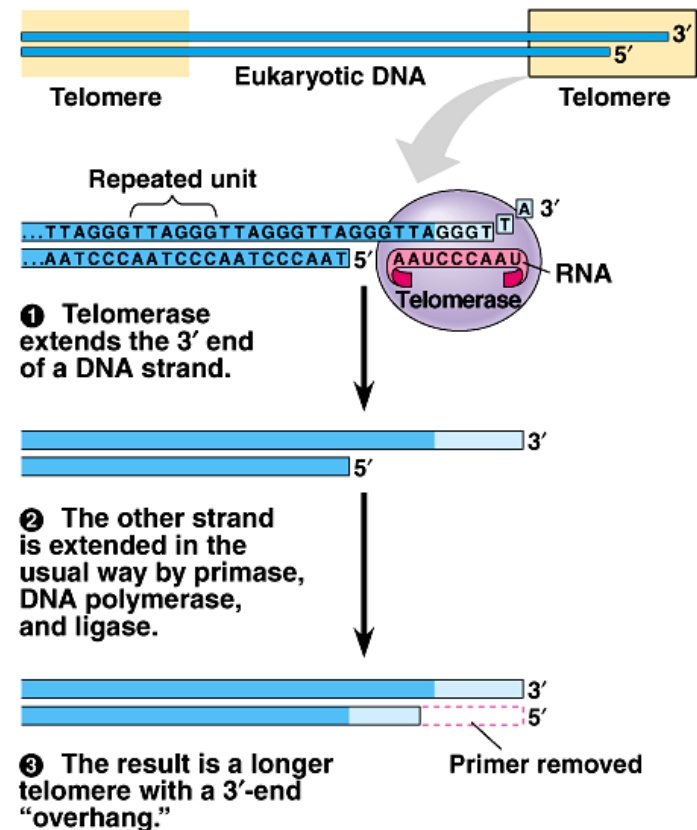 3′
5′
Eukaryotic DNA
Telomere
Telomere
Repeated unit
A 3′
T
...TTAGGGTTAGGGTTAGGGTTAGGGTTAGGGT
...AATCCCAATCCCAATCCCAAT 5′ AAUCCCAAU
RNA
Telomerase
❶ Telomerase
extends the 3′ end
of a DNA strand.
3′
5′
❷ The other strand
is extended in the
usual way by primase,
DNA polymerase,
and ligase.
3′
5′
Primer removed
❸ The result is a longer
telomere with a 3′-end
“overhang.”